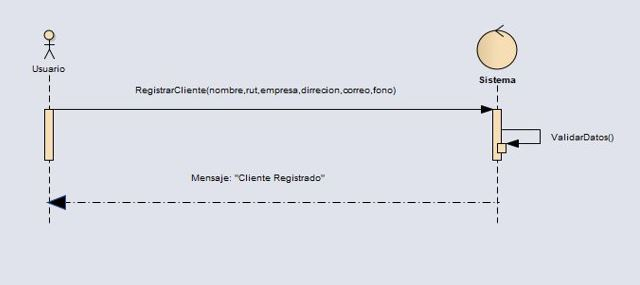 Usuario
Sistema
RegistrarCliente(nombre,rut,empresa,dirrecion,correo,fono)
ValidarDatos()
Mensaje: "Cliente Registrado"